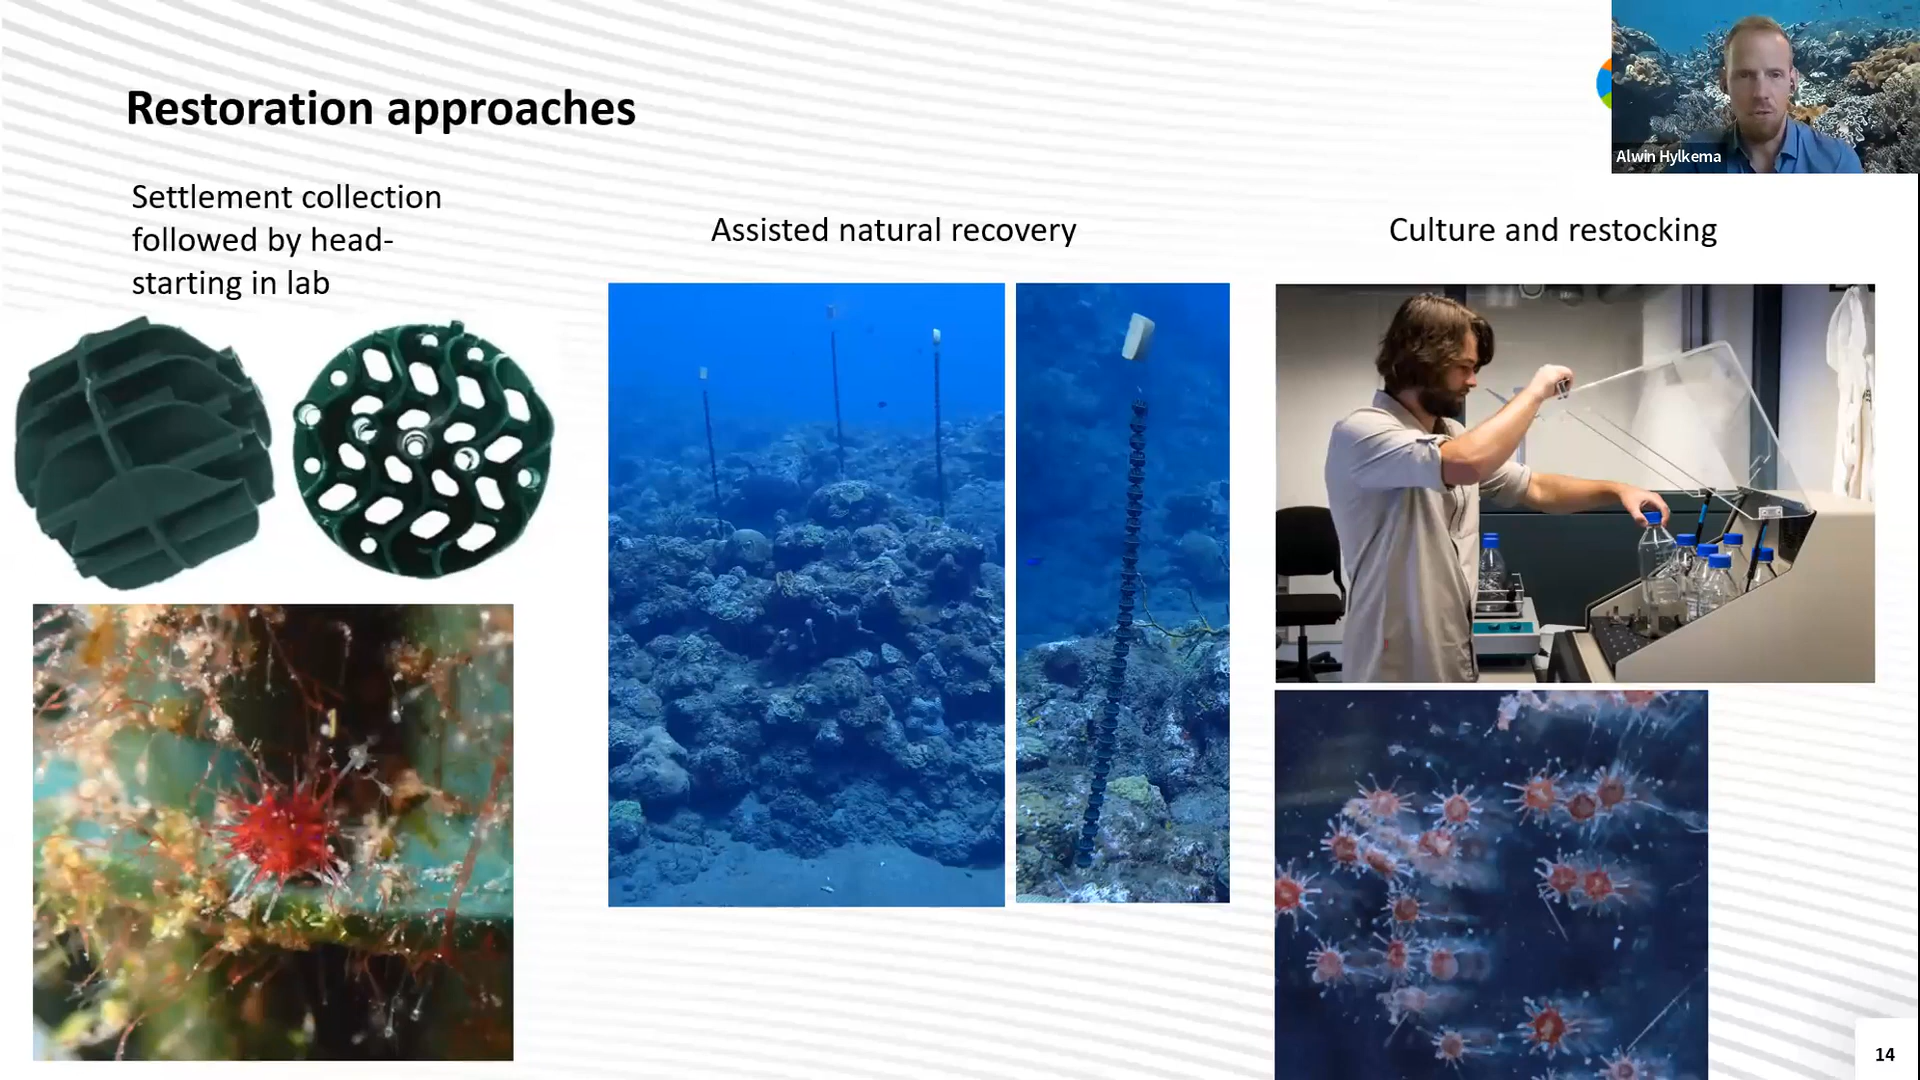 Restoration approaches
Alwin Hylkema
Settlement collection
followed by head-
starting in lab
Assisted natural recovery
Culture and restocking
14